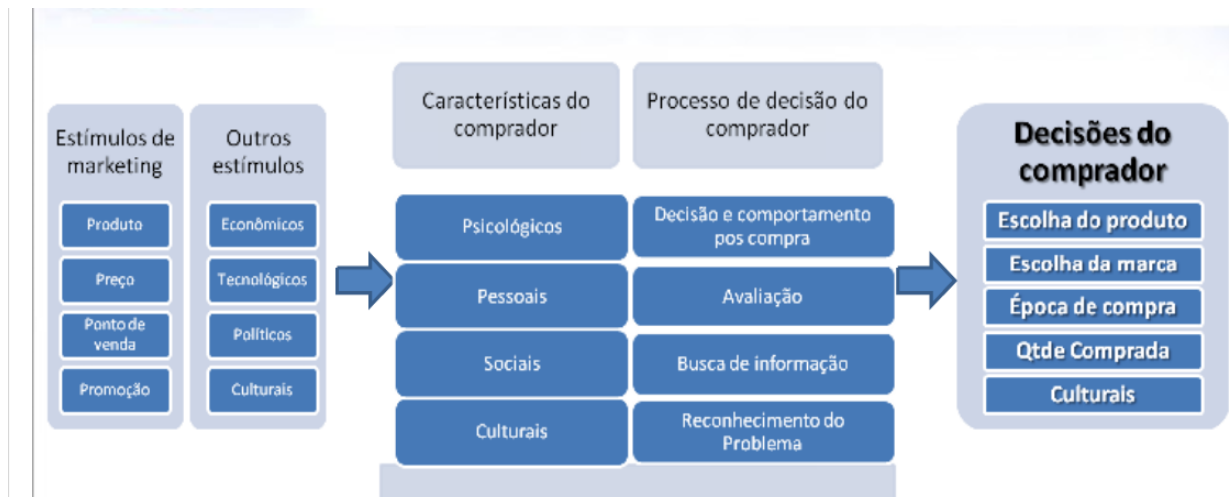 Estímulos de
marketing
Produto
Preço
Ponto de
venda
Promoção
Outros
estímulos
Econômicos
Tecnológicos
Políticos
Culturais
Características do
comprador
Psicológicos
Pessoais
Sociais
Culturais
Processo de decisão do
comprador
Decisão e comportamento
pos compra
Avaliação
Busca de informação
Reconhecimento do
Problema
Decisões do
comprador
Escolha do produto
Escolha da marca
Época de compra
Qtde Comprada
Culturais